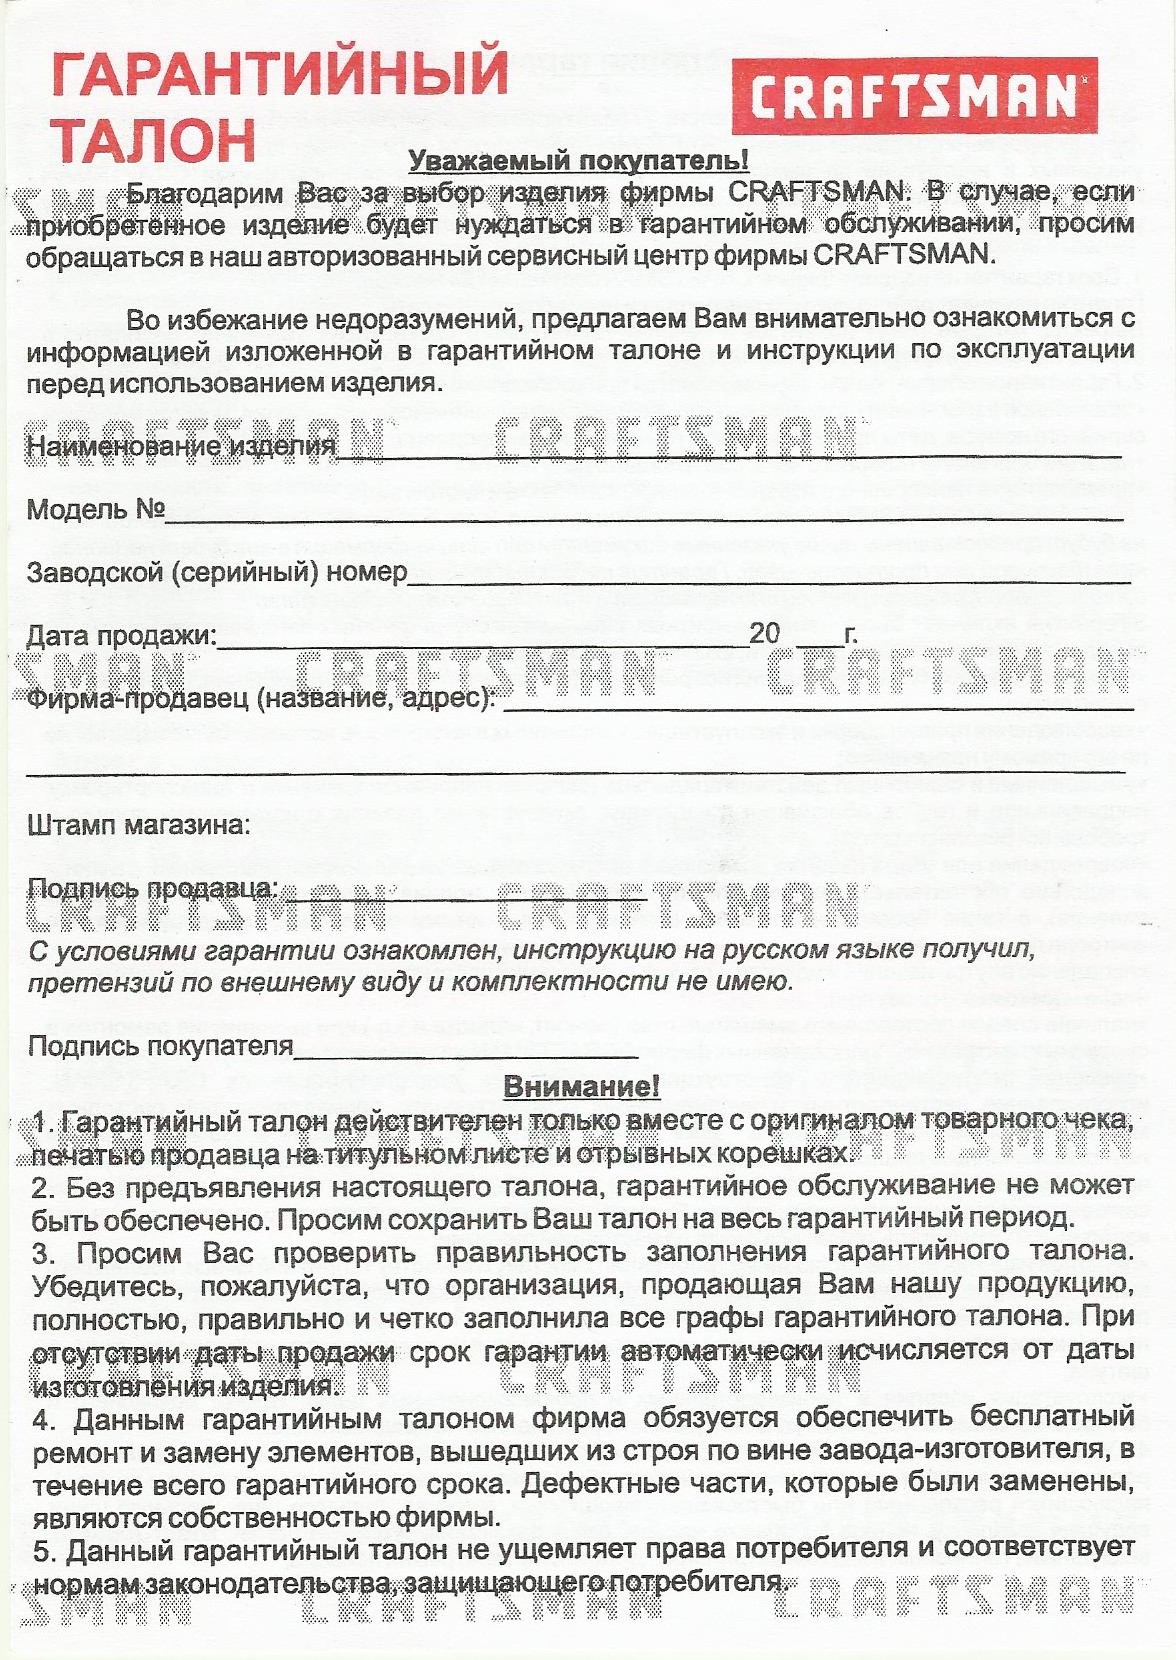 ГАРАНТИЙНЫЙ
ТАЛОН
CRAFTSMAN
Уважаемый покупатель!
Благодарим Вас за выбор изделия фирмы CRAFTSMAN. В случае, если
приобретенное изделие будет нуждаться в гарантийном обслуживании, просим
обращаться в наш авторизованный сервисный центр фирмы CRAFTSMAN.
Во избежание недоразумений, предлагаем Вам внимательно ознакомиться с
информацией изложенной в гарантийном талоне и инструкции по эксплуатации
перед использованием изделия.
CRAFTSMAN CRAFTSMAN
Наименование изделия
Модель №
Заводской (серийный) номер
Дата продажи: 20 г.
SMAN CRAFTSMAN CRAFTSMAN
Фирма-продавец (название, адрес):
Штамп магазина:
Подпись продавца:
CRAFTSMAN CRAFTSMAN
С условиями гарантии ознакомлен, инструкцию на русском языке получил,
претензий по внешнему виду и комплектности не имею.
Подпись покупателя
Внимание!
1. Гарантийный талон действителен только вместе с оригиналом товарного чека,
печатью продавца на титульном листе и отрывных корешках.
2. Без предъявления настоящего талона, гарантийное обслуживание не может
быть обеспечено. Просим сохранить Ваш талон на весь гарантийный период.
3. Просим Вас проверить правильность заполнения гарантийного талона.
Убедитесь, пожалуйста, что организация, продающая Вам нашу продукцию,
полностью, правильно и четко заполнила все графы гарантийного талона. При
отсутствии даты продажи срок гарантии автоматически исчисляется от даты
изготовления изделия.
CRAFTSMAN CRAFTSMAN
4. Данным гарантийным талоном фирма обязуется обеспечить бесплатный
ремонт и замену элементов, вышедших из строя по вине завода-изготовителя, в
течение всего гарантийного срока. Дефектные части, которые были заменены,
являются собственностью фирмы.
5. Данный гарантийный талон не ущемляет права потребителя и соответствует
нормам законодательства, защищающего потребителя.
SMAN CRAFTSMAN CRAFTSMAN